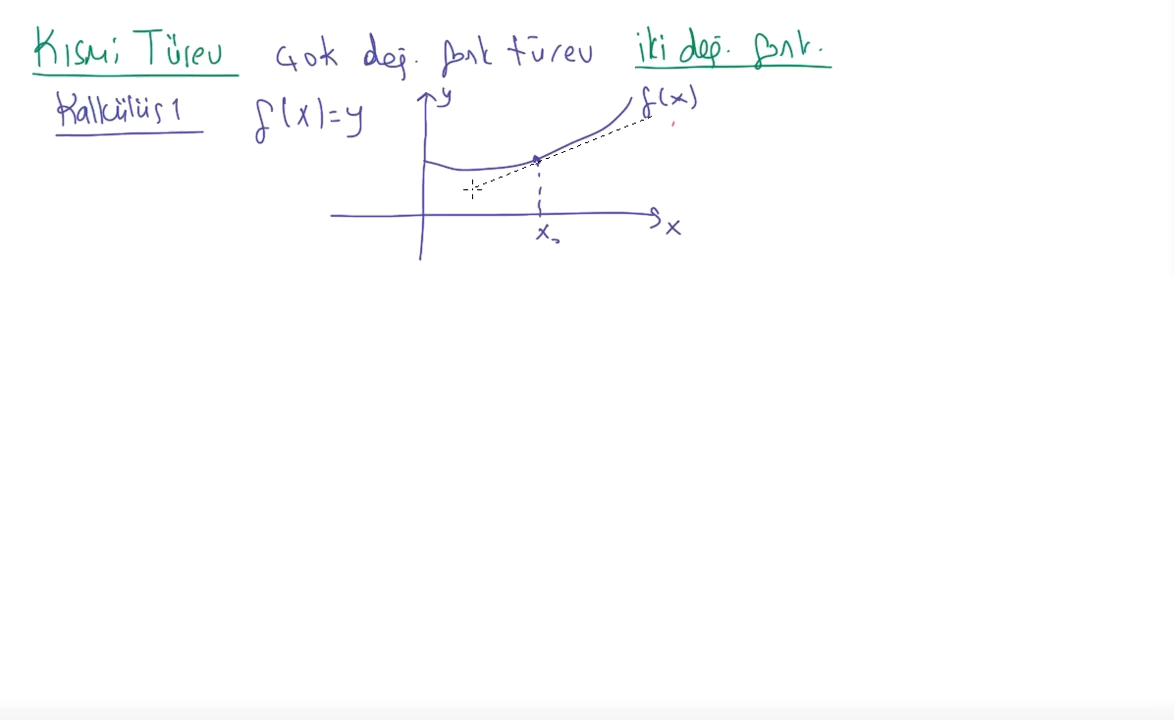 Kısmi Türev çok değ. fonk türev iki değ. fonk.
Kalkülüs 1 f(x)=y y f(x)
x₀ x